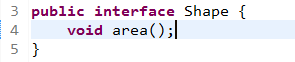 3 public interface Shape {
4     void area();
5 }